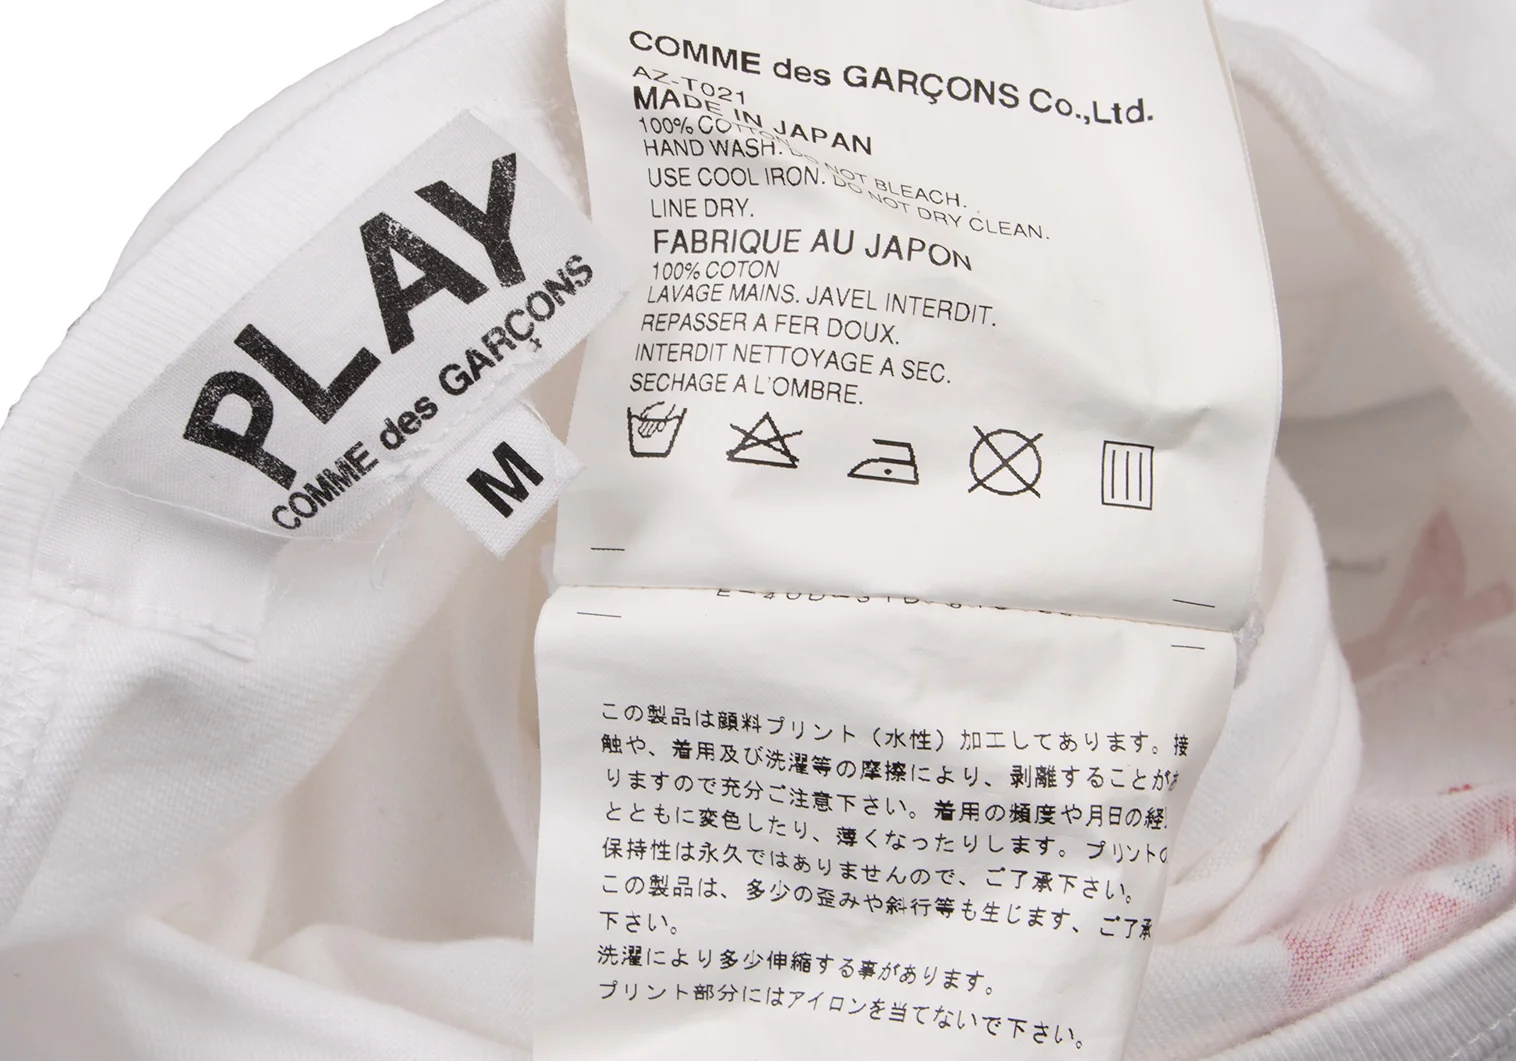 PLAY
COMME des GARÇONS
M
COMME des GARÇONS Co.,Ltd.
AZ-T021
MADE IN JAPAN
100% COTTON
HAND WASH. DO NOT BLEACH.
USE COOL IRON. DO NOT DRY CLEAN.
LINE DRY.
FABRIQUE AU JAPON
100% COTON
LAVAGE MAINS. JAVEL INTERDIT.
REPASSER A FER DOUX.
INTERDIT NETTOYAGE A SEC.
SECHAGE A L'OMBRE.
この製品は顔料プリント（水性）加工してあります。接
触や、着用及び洗濯等の摩擦により、剥離することがあ
りますので充分ご注意下さい。着用の頻度や月日の経
とともに変色したり、薄くなったりします。プリントの
保持性は永久ではありませんので、ご了承下さい。
この製品は、多少の歪みや斜行等も生じます、ご了承
下さい。
洗濯により多少伸縮する事があります。
プリント部分にはアイロンを当てないで下さい。